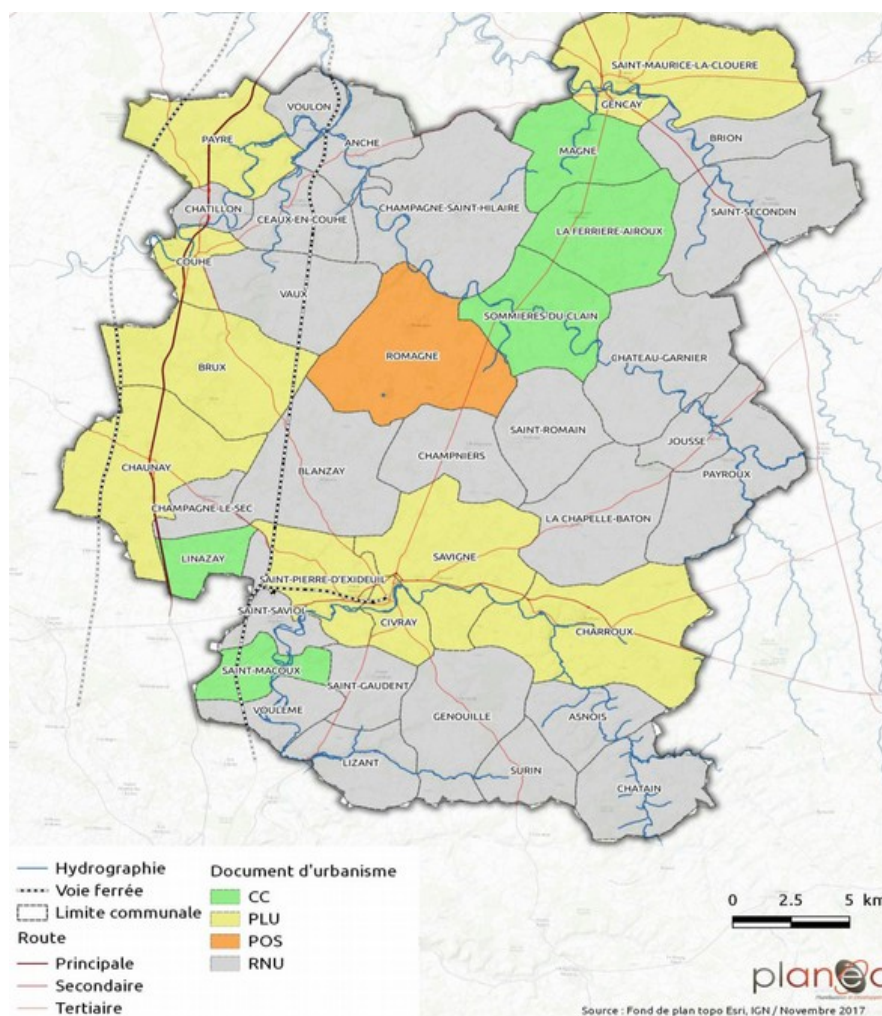 SAINT-MAURICE-LA-CLOUERE
GENCAY
VOULON
PAYRE
ANCHE
BRION
MAGNE
CHATILLON
CEAUX-EN-COUHE
CHAMPAGNE-SAINT-HILAIRE
SAINT-SECONDIN
LA FERRIERE-AIROUX
COUHE
VAUX
SOMMIERES-DU-CLAIN
ROMAGNE
CHATEAU-GARNIER
BRUX
SAINT-ROMAIN
JOUSSE
CHAUNAY
BLANZAY
CHAMPNIERS
PAYROUX
CHAMPAGNE-LE-SEC
LA CHAPELLE-BATON
LINAZAY
SAVIGNE
SAINT-PIERRE-D'EXIDEUIL
SAINT-SAVIOL
CIVRAY
CHARROUX
SAINT-MACOUX
SAINT-GAUDENT
VOULEME
GENOUILLE
ASNOIS
LIZANT
SURIN
CHATAIN
Hydrographie
Voie ferrée
Limite communale
Route
Principale
Secondaire
Tertiaire
Document d'urbanisme
CC
PLU
POS
RNU
0 2.5 5 km
planéd
Source : Fond de plan topo Esri, IGN / Novembre 2017